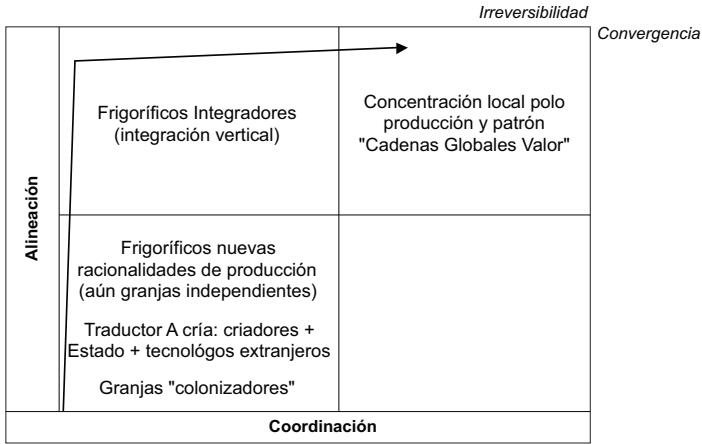 Irreversibilidad
Convergencia
Alineación
Frigoríficos Integradores
(integración vertical)
Concentración local polo
producción y patrón
"Cadenas Globales Valor"
Frigoríficos nuevas
racionalidades de producción
(aún granjas independientes)
Traductor A cría: criadores +
Estado + tecnológos extranjeros
Granjas "colonizadores"
Coordinación